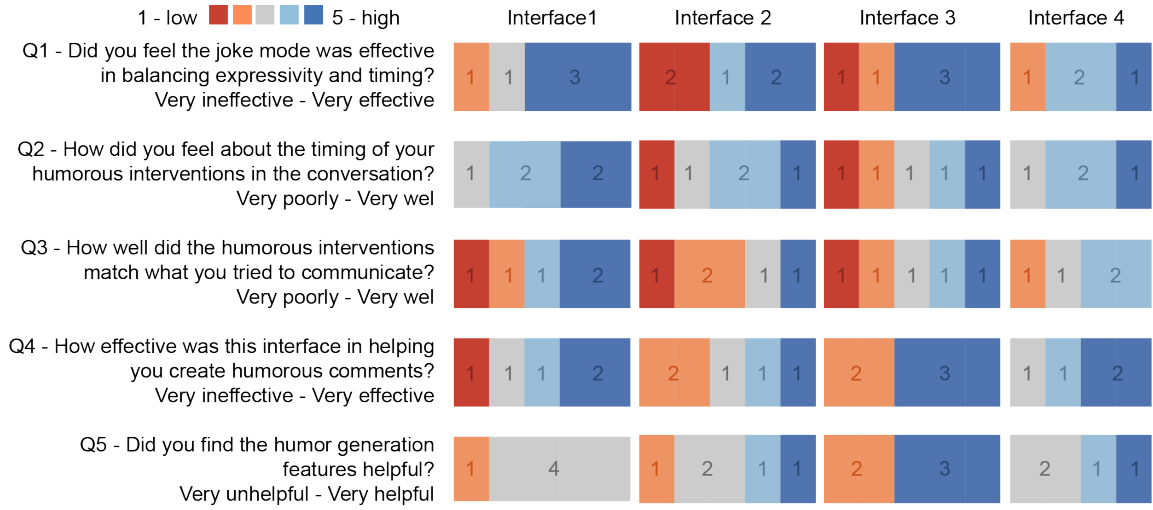 1 - low 5 - high Interface1 Interface 2 Interface 3 Interface 4
Q1 - Did you feel the joke mode was effective
in balancing expressivity and timing?
Very ineffective - Very effective
1 1 3 2 1 2 1 1 3 1 2 1
Q2 - How did you feel about the timing of your
humorous interventions in the conversation?
Very poorly - Very wel
1 2 2 1 1 2 1 1 1 1 1 1 1 2 1
Q3 - How well did the humorous interventions
match what you tried to communicate?
Very poorly - Very wel
1 1 1 2 1 2 1 1 1 1 1 1 1 1 1 2
Q4 - How effective was this interface in helping
you create humorous comments?
Very ineffective - Very effective
1 1 1 2 2 1 1 1 2 3 1 1 2
Q5 - Did you find the humor generation
features helpful?
Very unhelpful - Very helpful
1 4 1 2 1 1 2 3 2 1 1